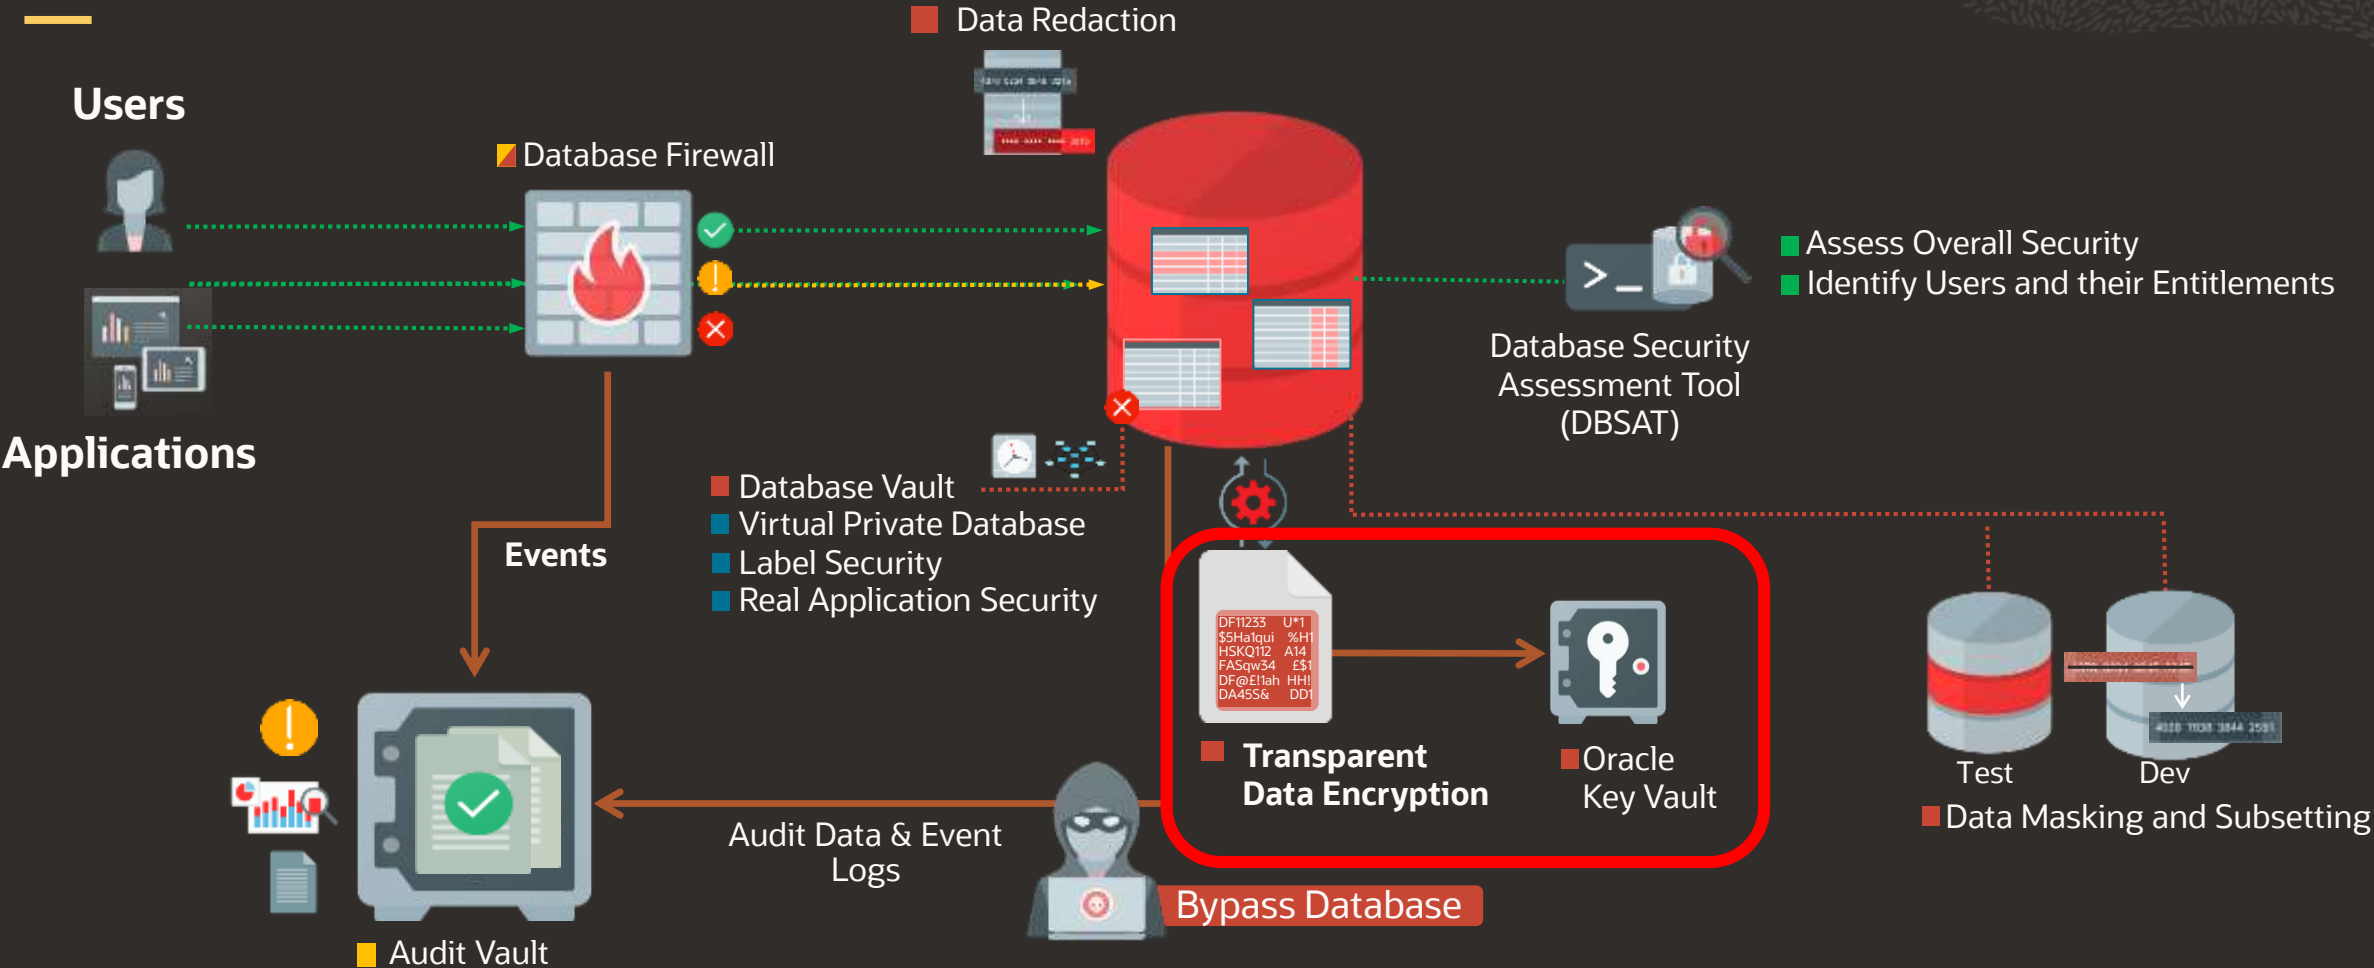 Data Redaction
Users
Database Firewall
Assess Overall Security
Identify Users and their Entitlements
Database Security
Assessment Tool
(DBSAT)
Applications
Database Vault
Virtual Private Database
Label Security
Real Application Security
Events
DF11233 U*1
$5Ha1qui %H1
HSKQ112 A14
FASqw34 £$1
DF@£!1ah HH!
DA45S& DD1
Transparent
Data Encryption
Oracle
Key Vault
Test
Dev
Data Masking and Subsetting
Audit Data & Event
Logs
Bypass Database
Audit Vault